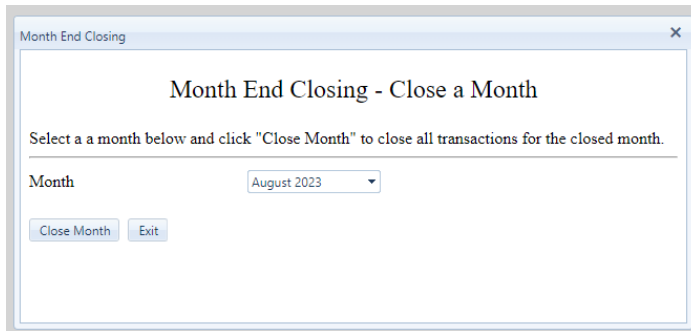 Month End Closing
Month End Closing - Close a Month
Select a a month below and click "Close Month" to close all transactions for the closed month.
Month August 2023
Close Month Exit